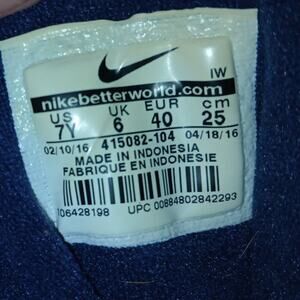 IW
nikebetterworld.com
US UK EUR cm
7Y 6 40 25
02/10/16 415082-104 04/18/16
MADE IN INDONESIA
FABRIQUE EN INDONESIE
106428198 UPC 00884802842293